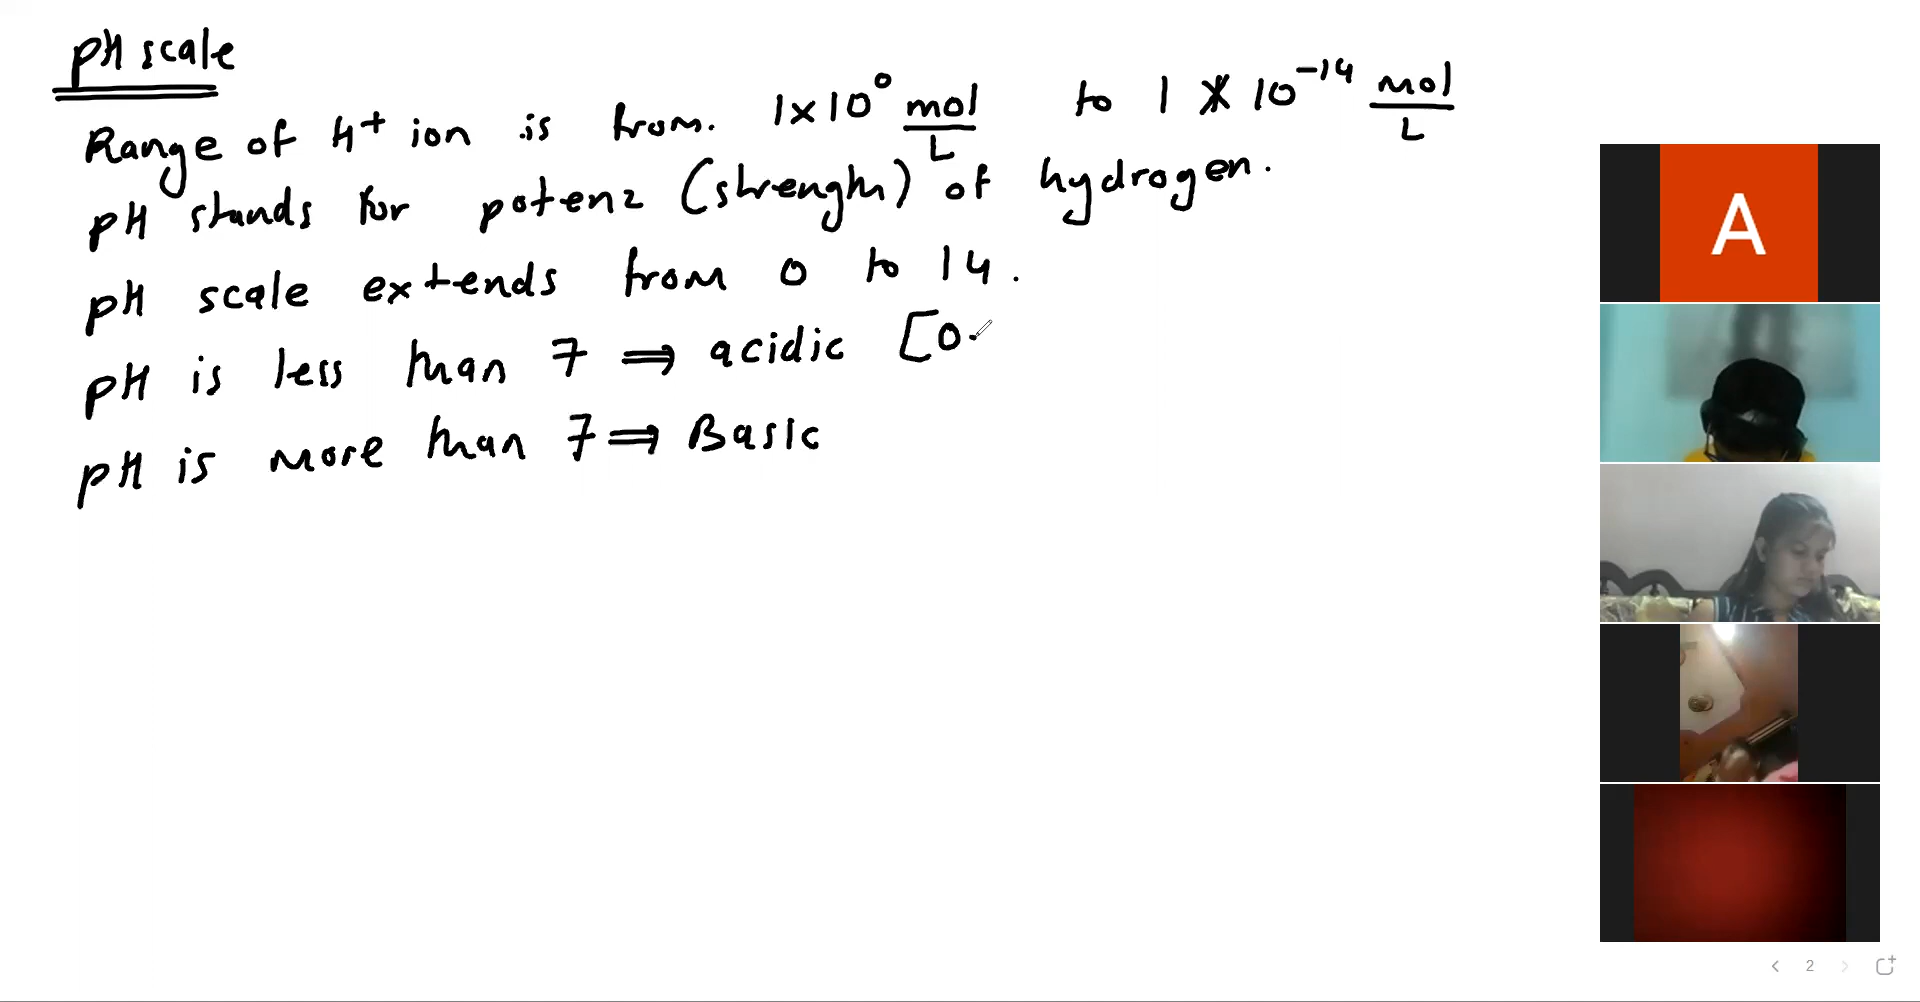 pH scale
Range of H⁺ ion is from. 1x10⁰ mol/L to 1 x 10⁻¹⁴ mol/L
pH stands for potenz (strength) of hydrogen.
pH scale extends from 0 to 14.
pH is less than 7 ⇒ acidic [0-
pH is more than 7 ⇒ Basic
A
2